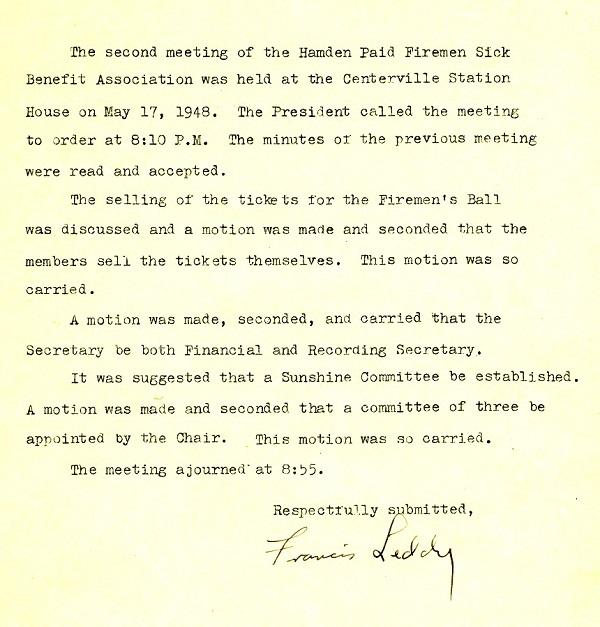 The second meeting of the Hamden Paid Firemen Sick
Benefit Association was held at the Centerville Station
House on May 17, 1948. The President called the meeting
to order at 8:10 P.M. The minutes of the previous meeting
were read and accepted.
The selling of the tickets for the Firemen's Ball
was discussed and a motion was made and seconded that the
members sell the tickets themselves. This motion was so
carried.
A motion was made, seconded, and carried that the
Secretary be both Financial and Recording Secretary.
It was suggested that a Sunshine Committee be established.
A motion was made and seconded that a committee of three be
appointed by the Chair. This motion was so carried.
The meeting ajourned at 8:55.
Respectfully submitted,
Francis Leddy